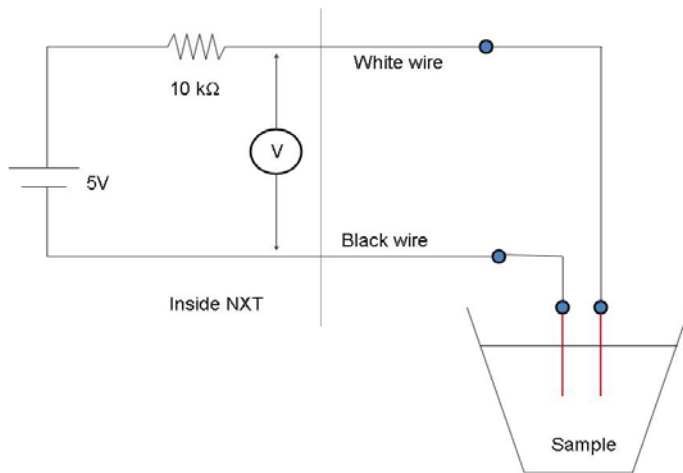 White wire
10 kΩ
V
5V
Black wire
Inside NXT
Sample